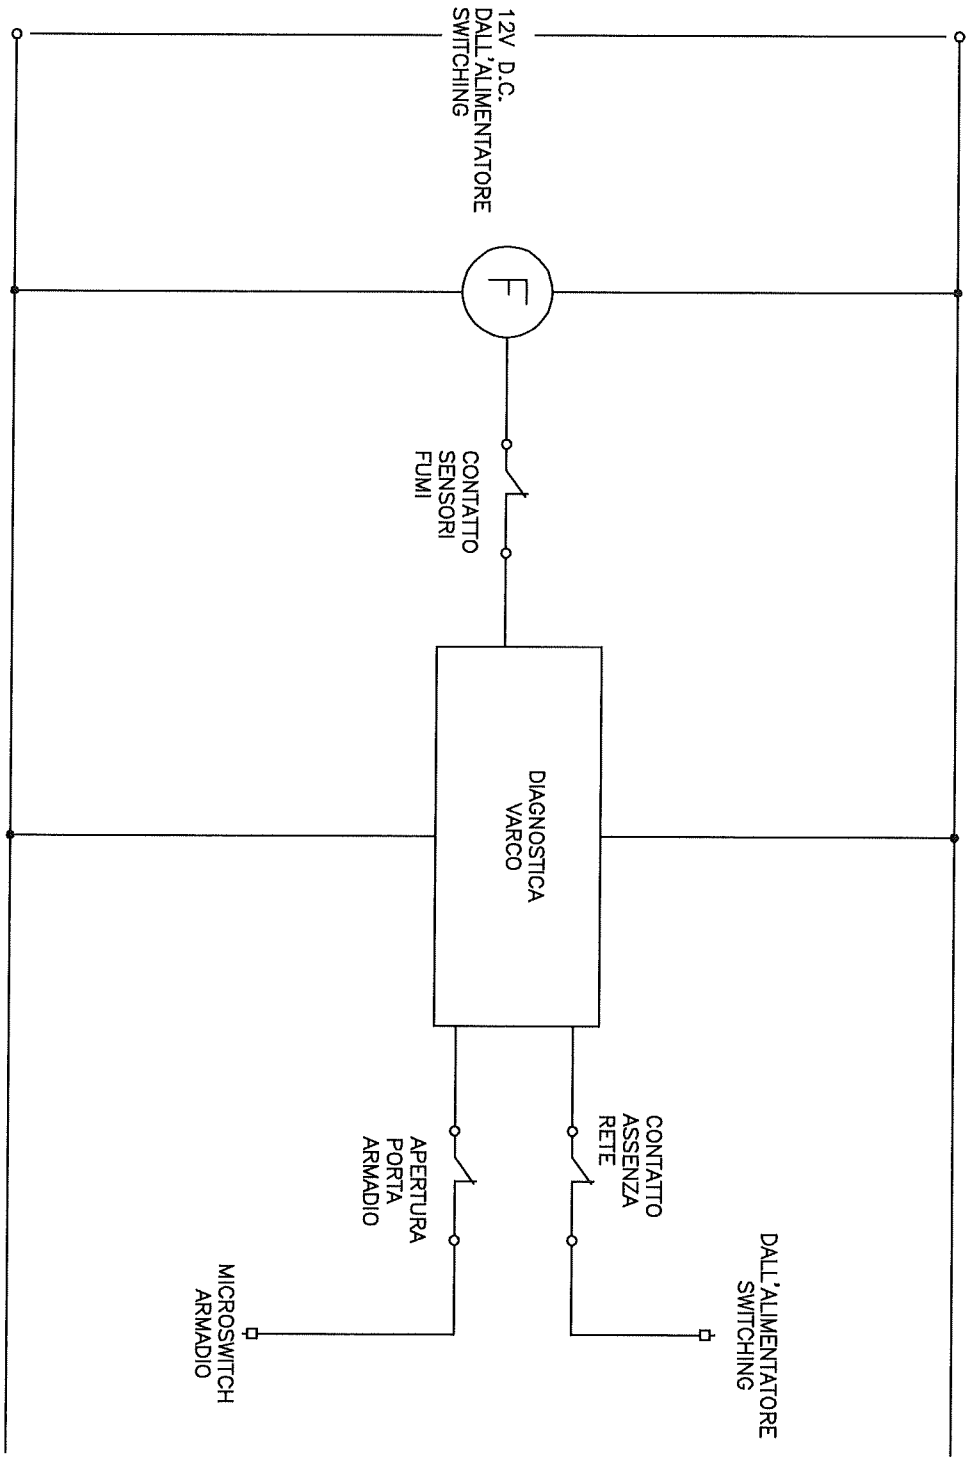 12V D.C.
DALL'ALIMENTATORE
SWITCHING
F
CONTATTO
SENSORI
FUMI
DIAGNOSTICA
VARCO
CONTATTO
ASSENZA
RETE
DALL'ALIMENTATORE
SWITCHING
APERTURA
PORTA
ARMADIO
MICROSWITCH
ARMADIO